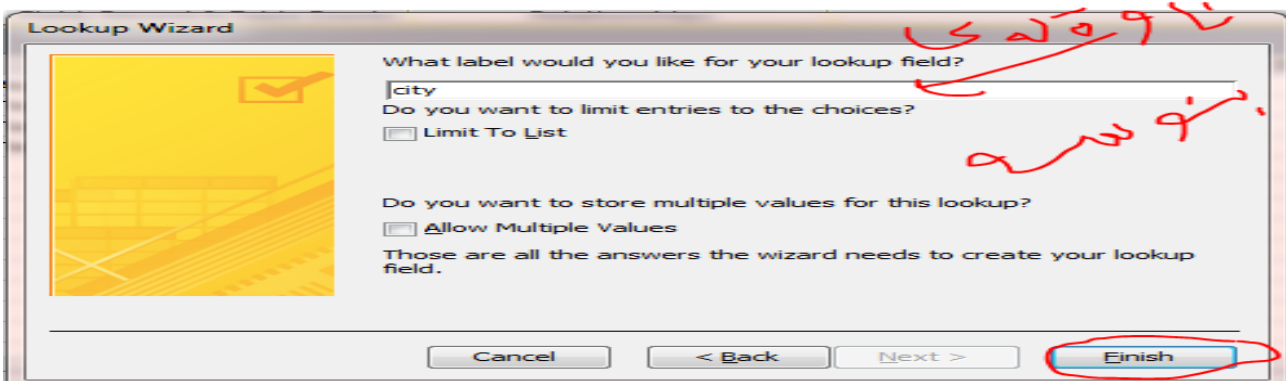 Lookup Wizard
What label would you like for your lookup field?
city
Do you want to limit entries to the choices?
Limit To List
Do you want to store multiple values for this lookup?
Allow Multiple Values
Those are all the answers the wizard needs to create your lookup
field.
Cancel
< Back
Next >
Finish